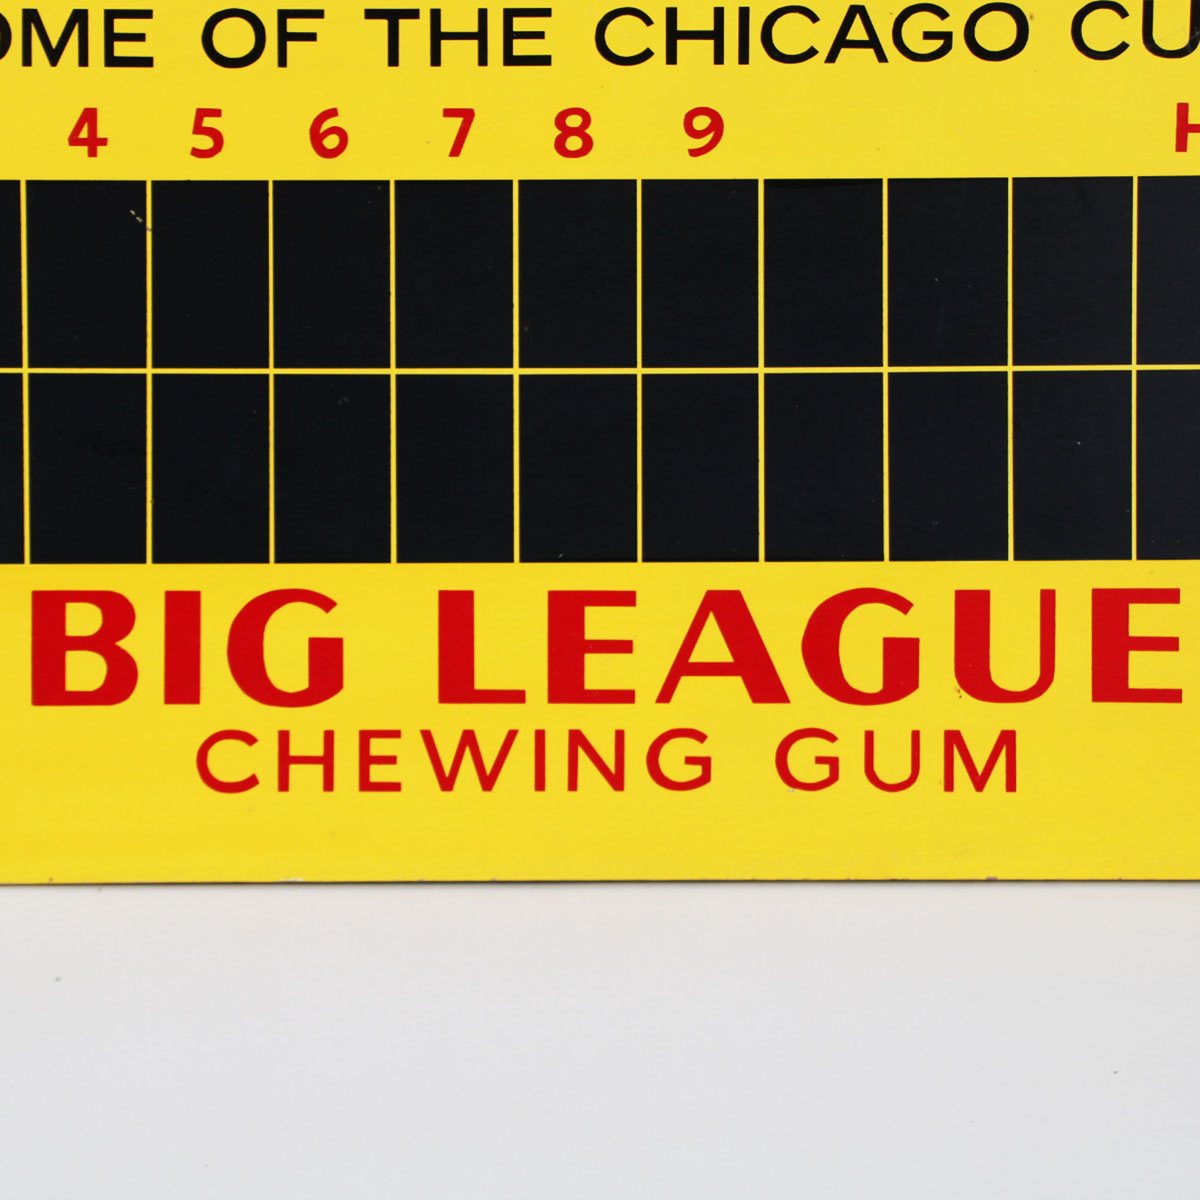 OME OF THE CHICAGO CU
4 5 6 7 8 9 H
BIG LEAGUE
CHEWING GUM